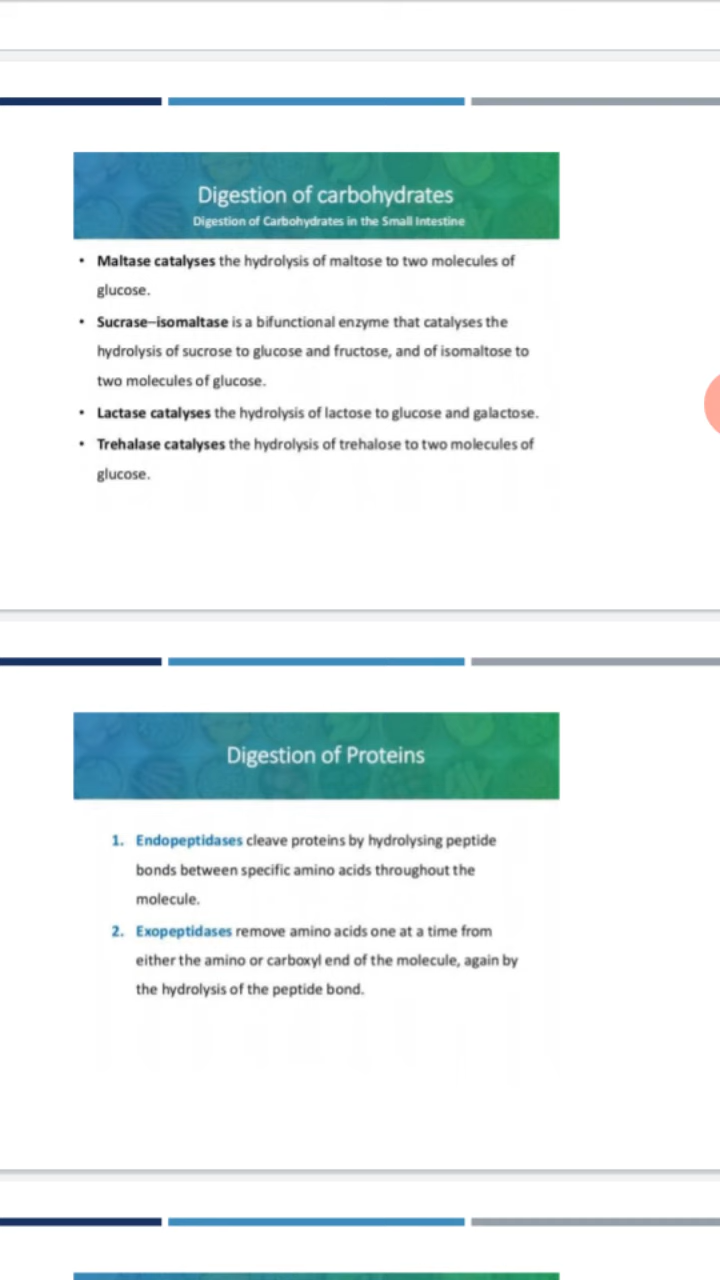 Digestion of carbohydrates
Digestion of Carbohydrates in the Small Intestine
• Maltase catalyses the hydrolysis of maltose to two molecules of
glucose.
• Sucrase–isomaltase is a bifunctional enzyme that catalyses the
hydrolysis of sucrose to glucose and fructose, and of isomaltose to
two molecules of glucose.
• Lactase catalyses the hydrolysis of lactose to glucose and galactose.
• Trehalase catalyses the hydrolysis of trehalose to two molecules of
glucose.
Digestion of Proteins
1. Endopeptidases cleave proteins by hydrolysing peptide
bonds between specific amino acids throughout the
molecule.
2. Exopeptidases remove amino acids one at a time from
either the amino or carboxyl end of the molecule, again by
the hydrolysis of the peptide bond.